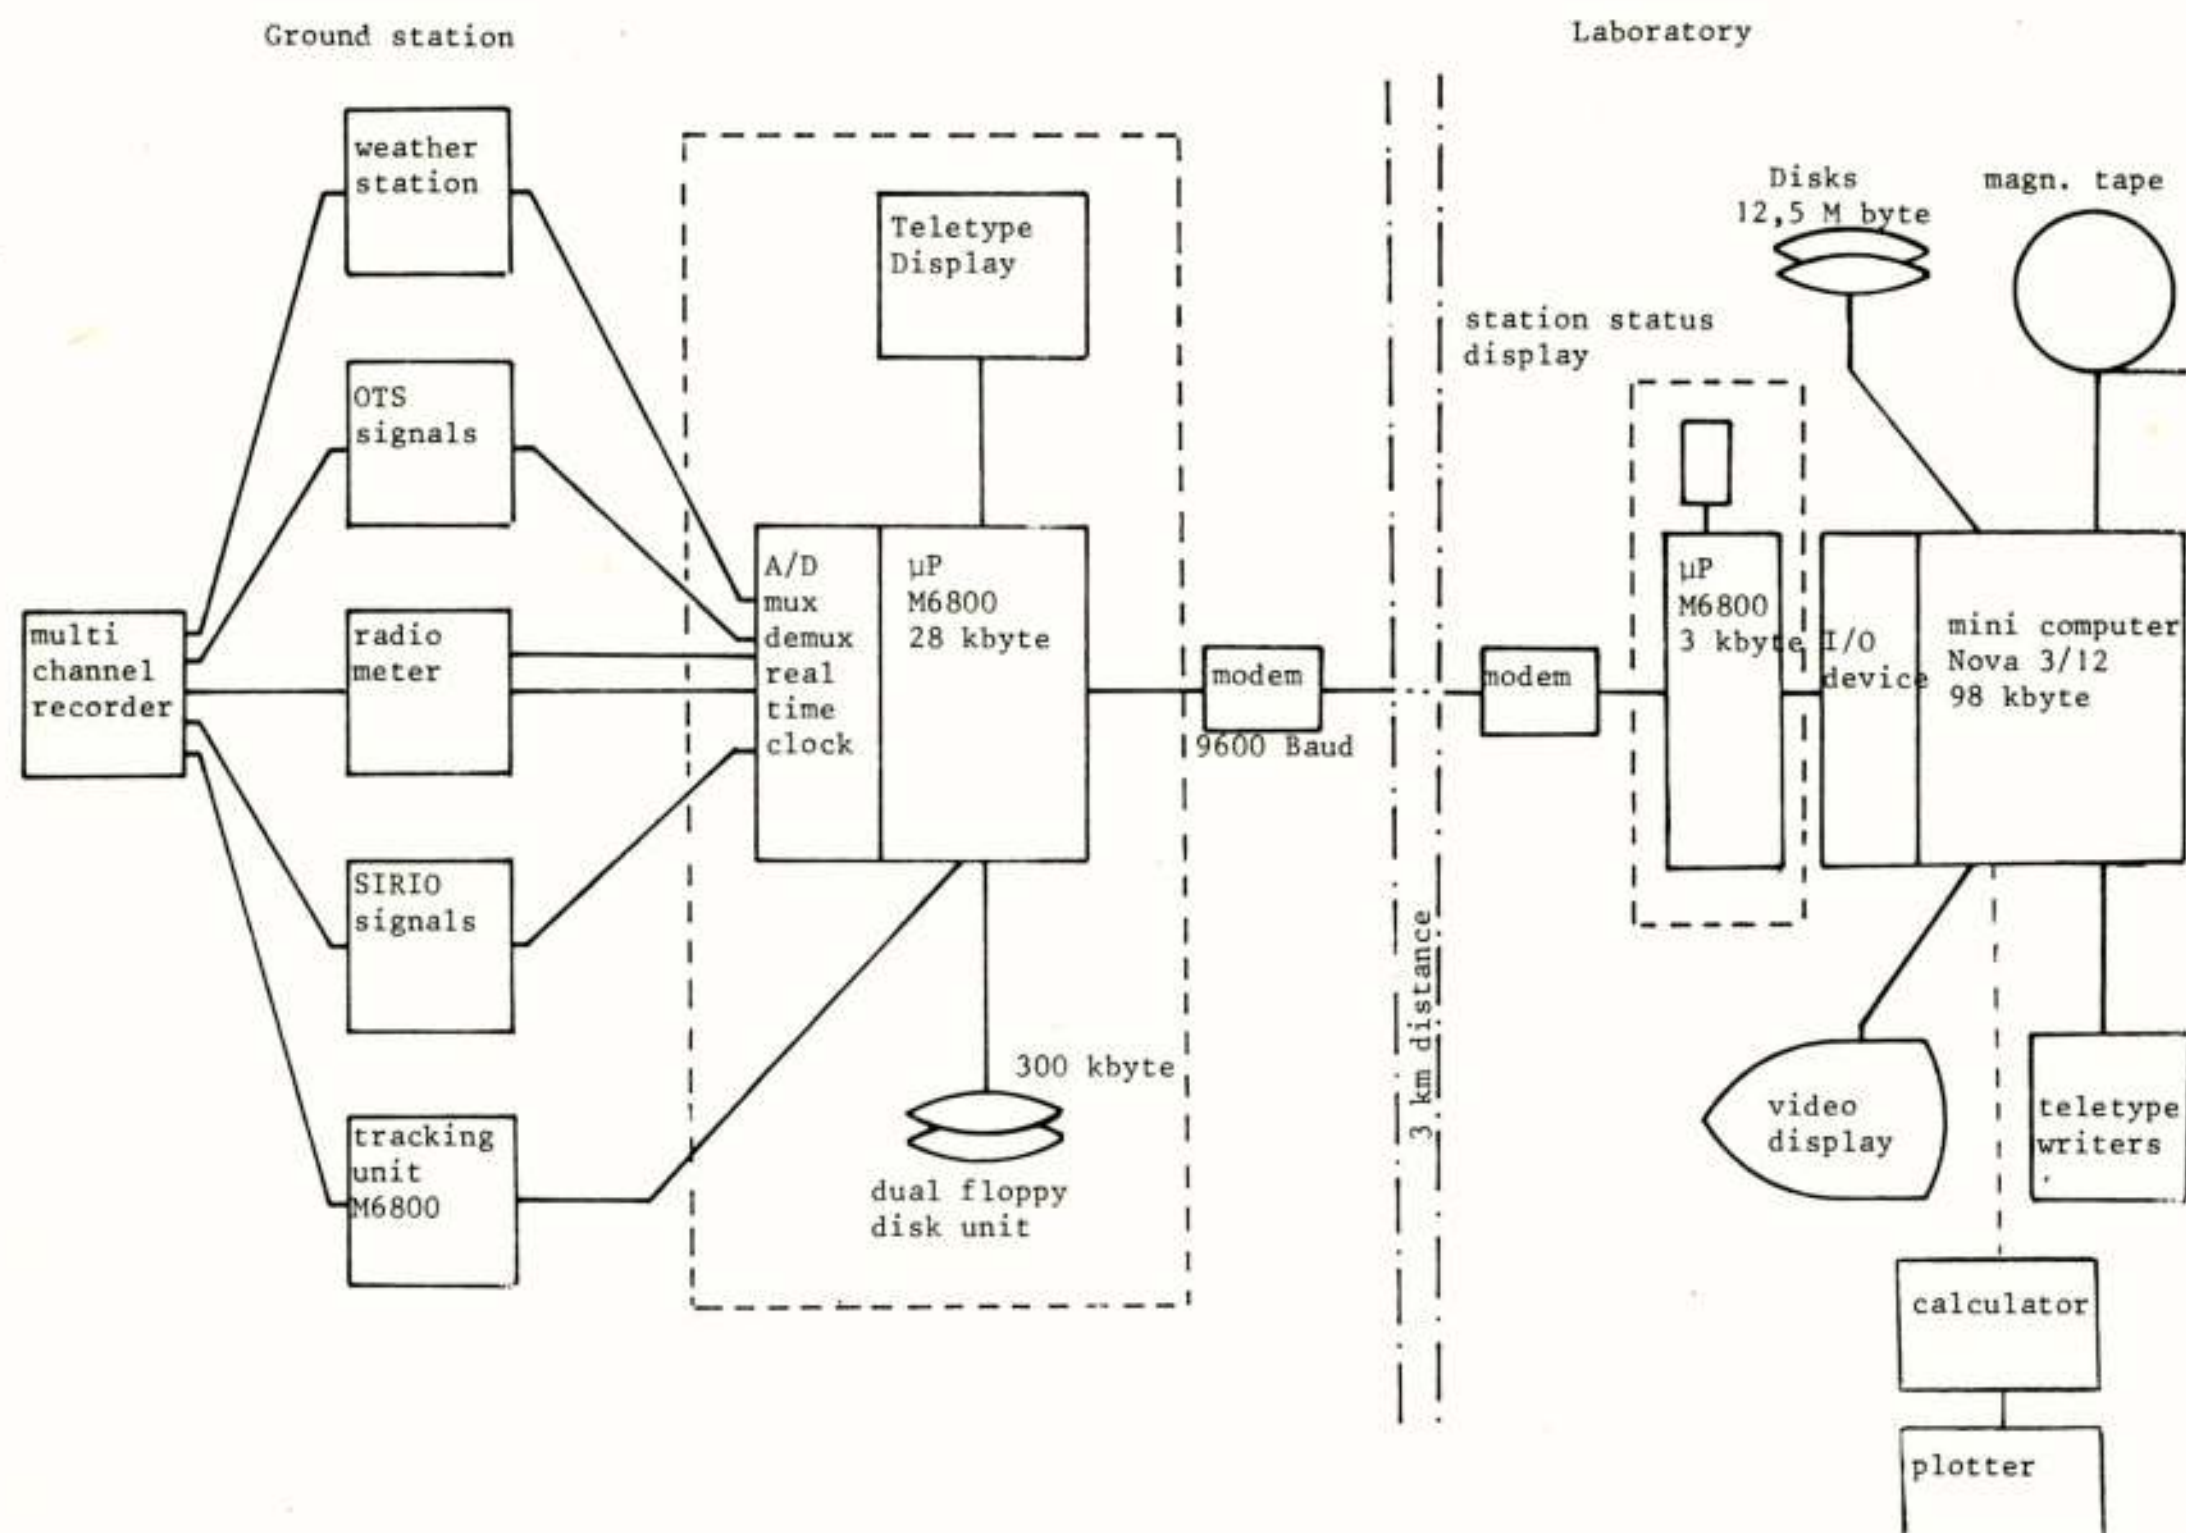 Ground station
Laboratory
weather
station
OTS
signals
multi
channel
recorder
radio
meter
SIRIO
signals
tracking
unit
M6800
Teletype
Display
A/D
mux
demux
real
time
clock
µP
M6800
28 kbyte
300 kbyte
dual floppy
disk unit
modem
9600 Baud
3 km distance
modem
station status
display
µP
M6800
3 kbyte
I/O
device
Disks
12,5 M byte
magn. tape
mini computer
Nova 3/12
98 kbyte
video
display
teletype
writers
calculator
plotter